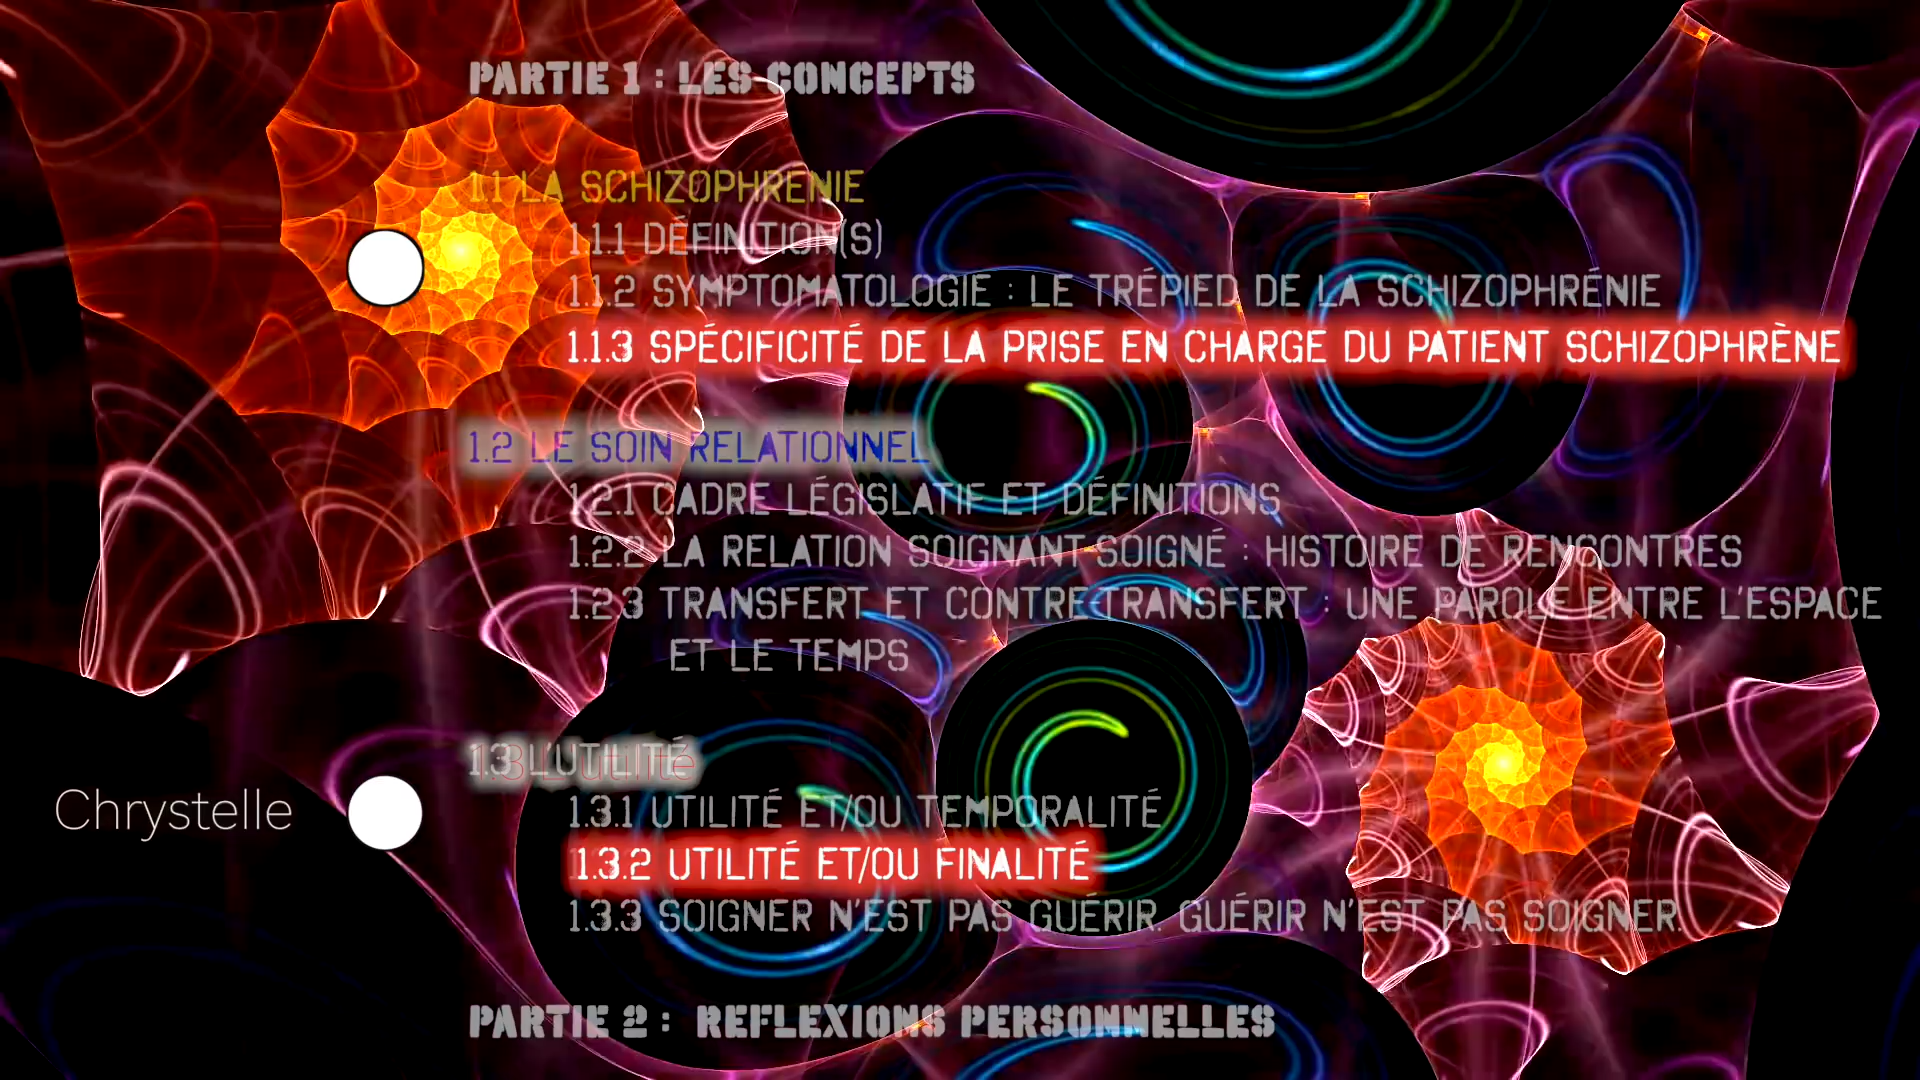 PARTIE 1 : LES CONCEPTS
1.1 LA SCHIZOPHRENIE
1.1.1 DÉFINITION(S)
1.1.2 SYMPTOMATOLOGIE : LE TRÉPIED DE LA SCHIZOPHRÉNIE
1.1.3 SPÉCIFICITÉ DE LA PRISE EN CHARGE DU PATIENT SCHIZOPHRÈNE
1.2 LE SOIN RELATIONNEL
1.2.1 CADRE LÉGISLATIF ET DÉFINITIONS
1.2.2 LA RELATION SOIGNANT-SOIGNÉ : HISTOIRE DE RENCONTRES
1.2.3 TRANSFERT ET CONTRE-TRANSFERT : UNE PAROLE ENTRE L'ESPACE
ET LE TEMPS
1.3 L'UTILITÉ
1.3.1 UTILITÉ ET/OU TEMPORALITÉ
Chrystelle
1.3.2 UTILITÉ ET/OU FINALITÉ
1.3.3 SOIGNER N'EST PAS GUÉRIR. GUÉRIR N'EST PAS SOIGNER.
PARTIE 2 : REFLEXIONS PERSONNELLES